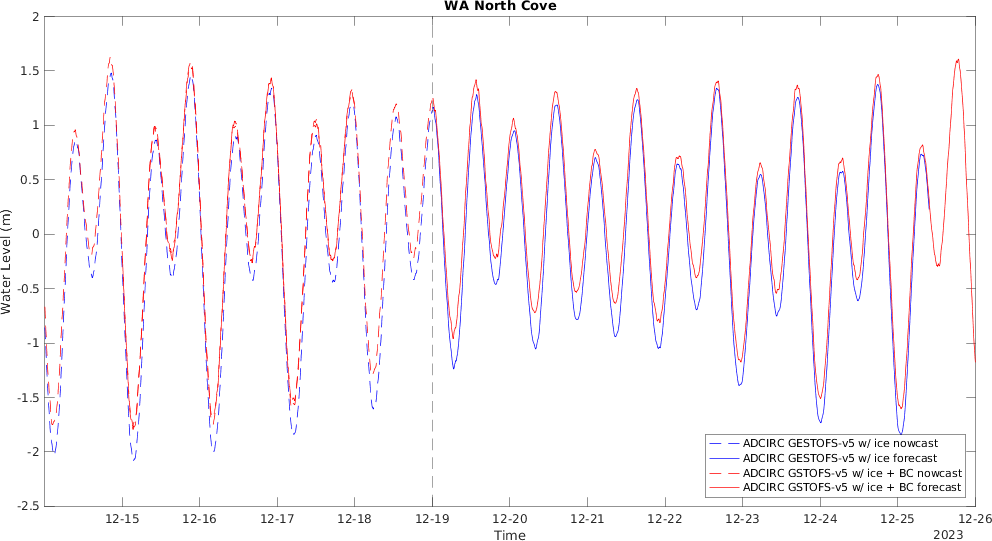 WA North Cove
2
1.5
1
0.5
0
-0.5
-1
-1.5
-2
-2.5
Water Level (m)
12-15 12-16 12-17 12-18 12-19 12-20 12-21 12-22 12-23 12-24 12-25 12-26
Time
2023
ADCIRC GESTOFS-v5 w/ ice nowcast
ADCIRC GESTOFS-v5 w/ ice forecast
ADCIRC GSTOFS-v5 w/ ice + BC nowcast
ADCIRC GSTOFS-v5 w/ ice + BC forecast